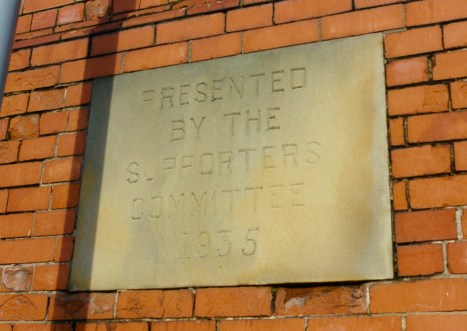 PRESENTED
BY THE
SUPPORTERS
COMMITTEE
1935